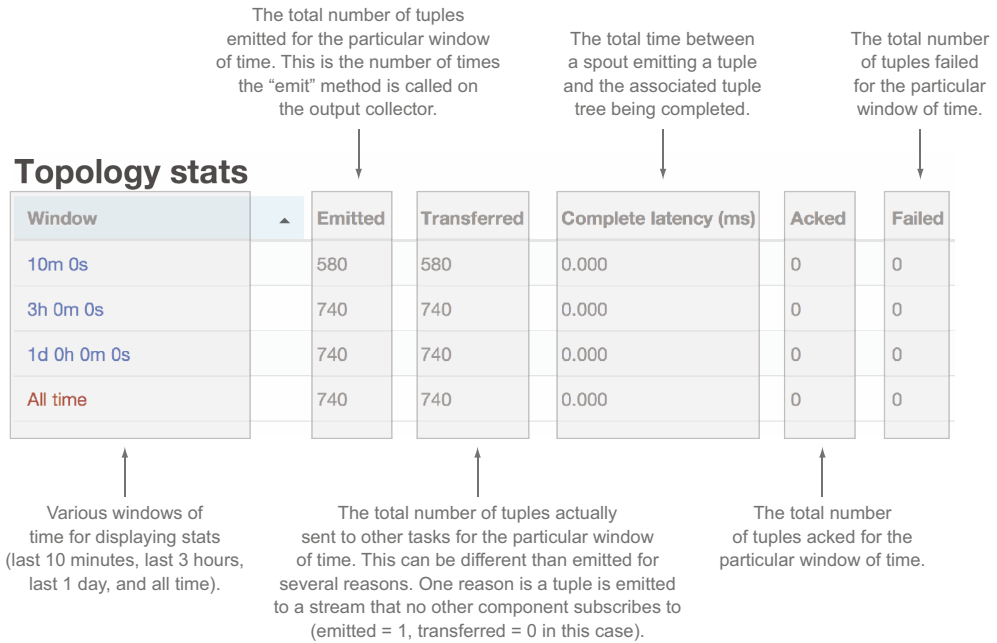 The total number of tuples
emitted for the particular window
of time. This is the number of times
the “emit” method is called on
the output collector.
The total time between
a spout emitting a tuple
and the associated tuple
tree being completed.
The total number
of tuples failed
for the particular
window of time.
Topology stats
Window Emitted Transferred Complete latency (ms) Acked Failed
10m 0s 580 580 0.000 0 0
3h 0m 0s 740 740 0.000 0 0
1d 0h 0m 0s 740 740 0.000 0 0
All time 740 740 0.000 0 0
Various windows of
time for displaying stats
(last 10 minutes, last 3 hours,
last 1 day, and all time).
The total number of tuples actually
sent to other tasks for the particular window
of time. This can be different than emitted for
several reasons. One reason is a tuple is emitted
to a stream that no other component subscribes to
(emitted = 1, transferred = 0 in this case).
The total number
of tuples acked for the
particular window of time.